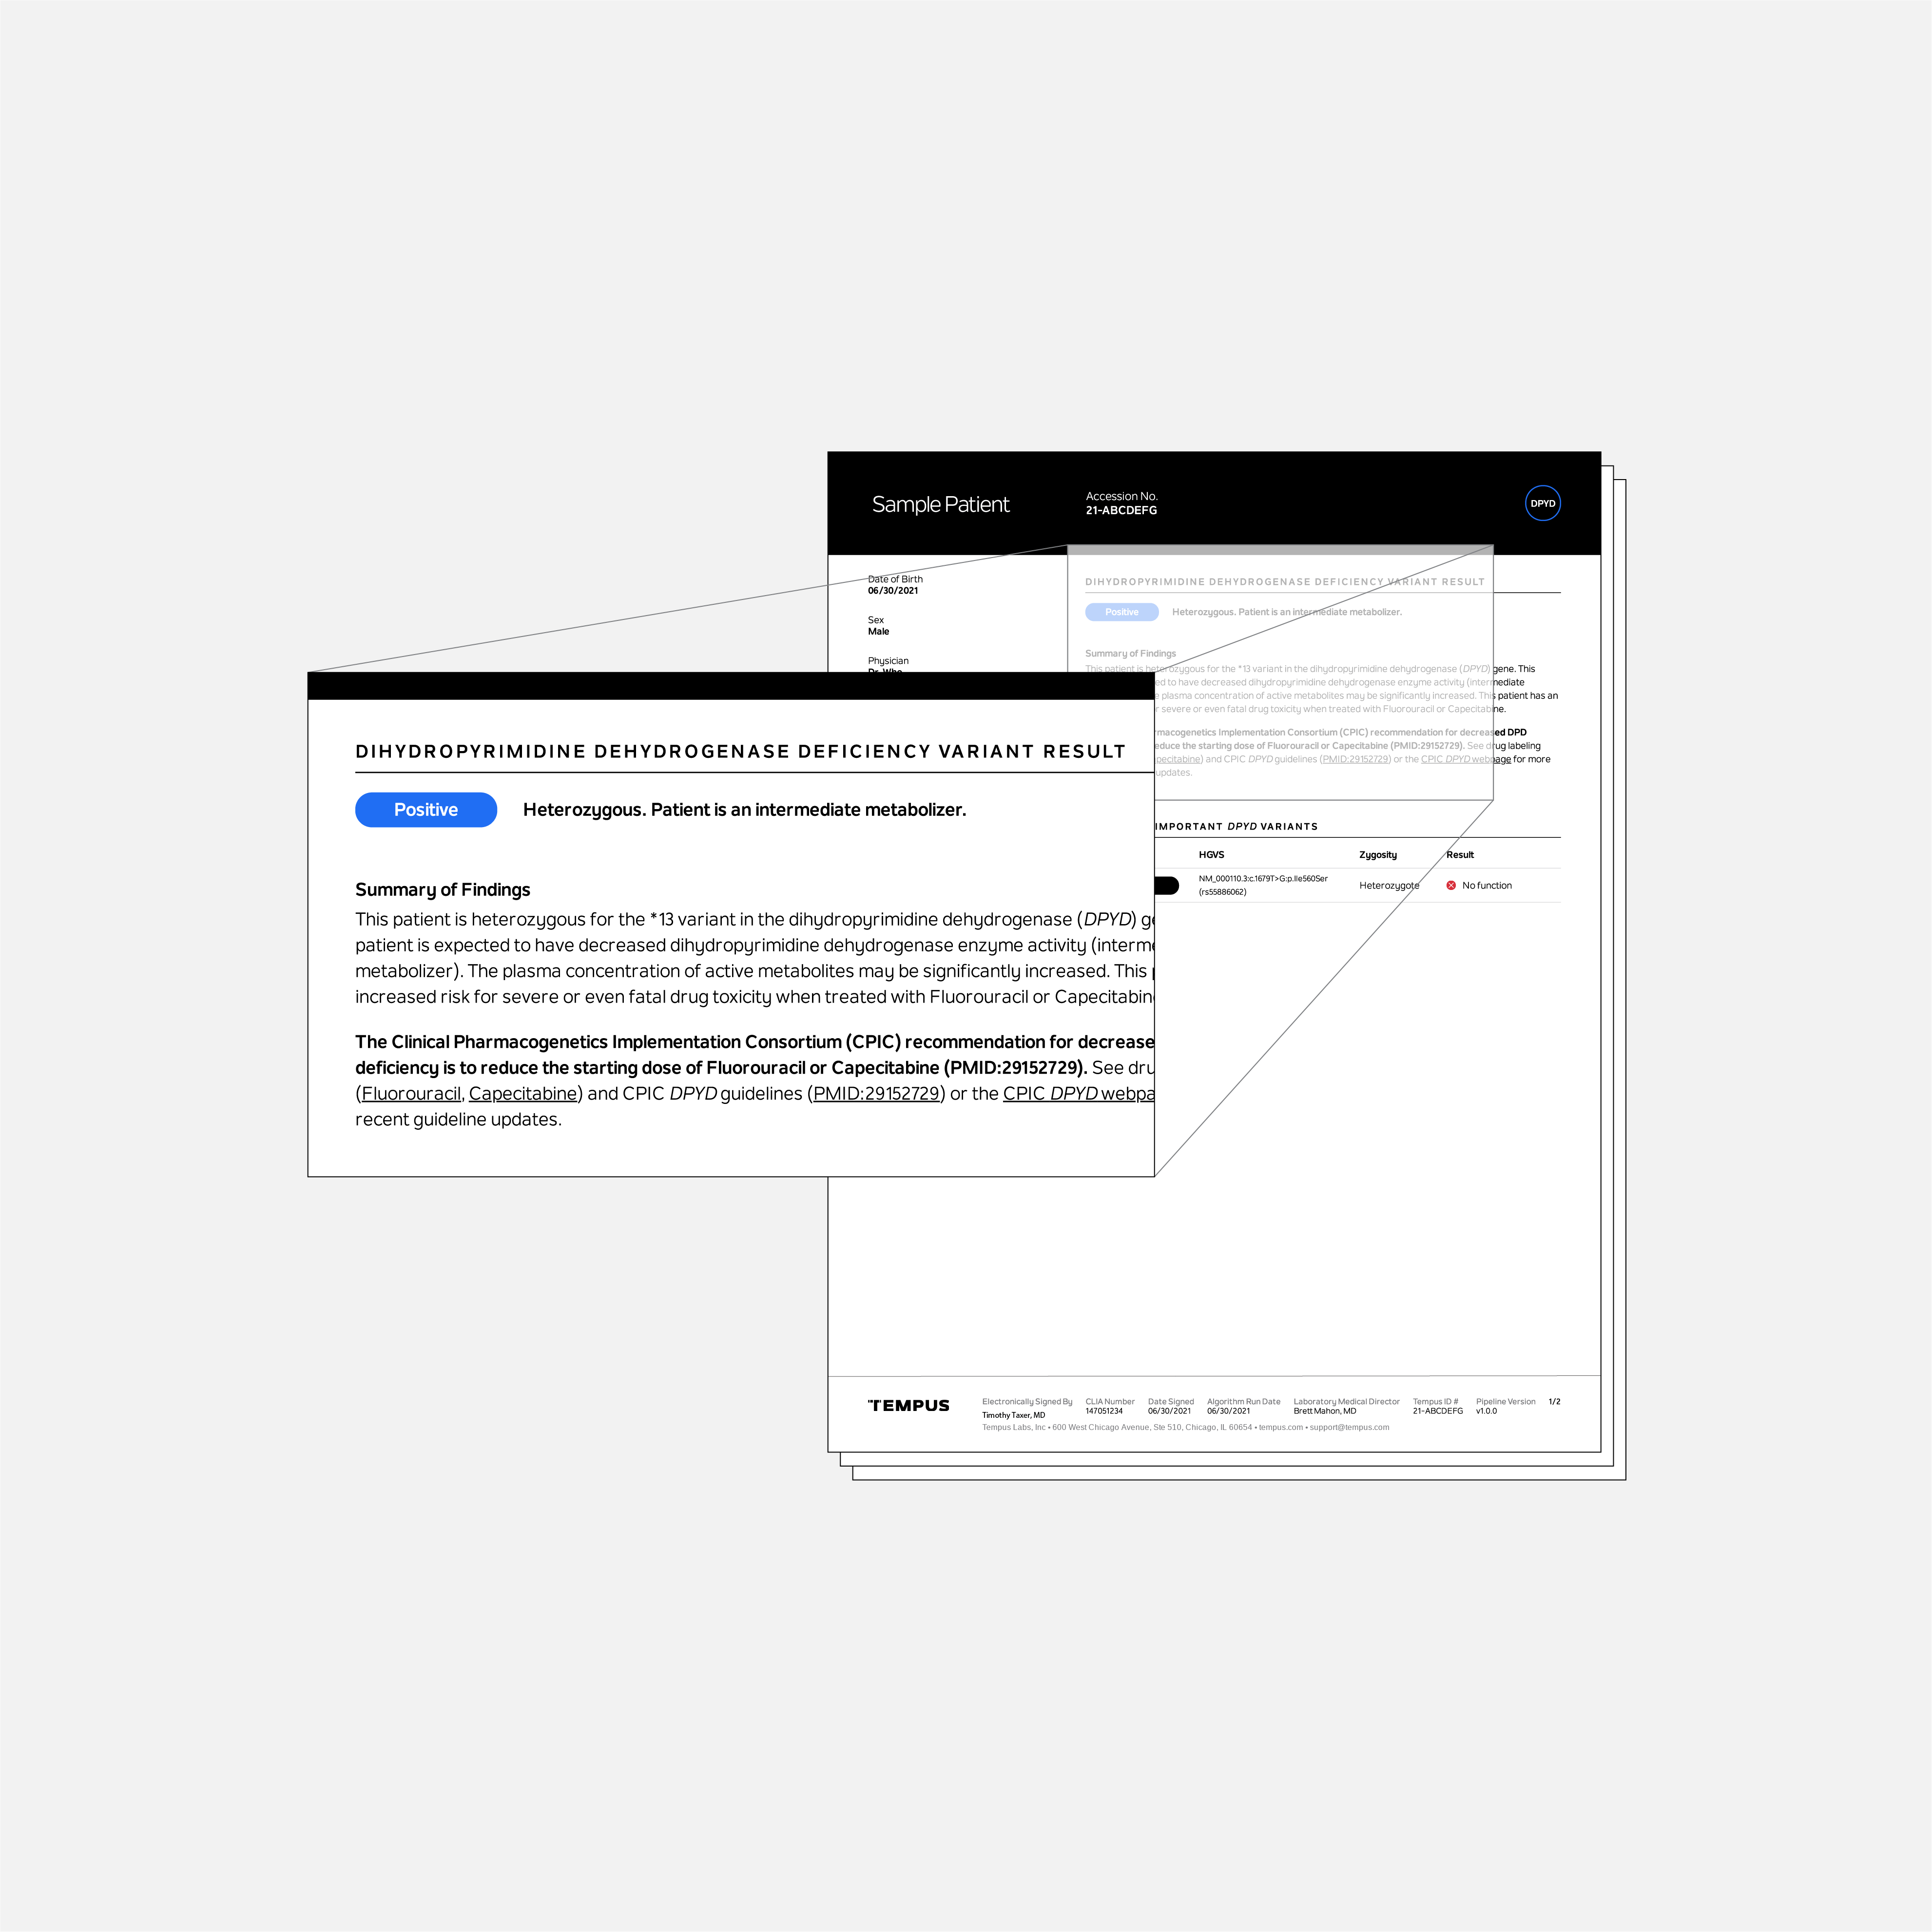 Sample Patient
Accession No.
21-ABCDEFG
DPYD
Date of Birth
06/30/2021
Sex
Male
Physician
Dr. Who
DIHYDROPYRIMIDINE DEHYDROGENASE DEFICIENCY VARIANT RESULT
Positive Heterozygous. Patient is an intermediate metabolizer.
Summary of Findings
This patient is heterozygous for the *13 variant in the dihydropyrimidine dehydrogenase (DPYD) gene. This
ed to have decreased dihydropyrimidine dehydrogenase enzyme activity (intermediate
plasma concentration of active metabolites may be significantly increased. This patient has an
r severe or even fatal drug toxicity when treated with Fluorouracil or Capecitabine.
rmacogenetics Implementation Consortium (CPIC) recommendation for decreased DPD
educe the starting dose of Fluorouracil or Capecitabine (PMID:29152729). See drug labeling
pecitabine) and CPIC DPYD guidelines (PMID:29152729) or the CPIC DPYD webpage for more
updates.
DIHYDROPYRIMIDINE DEHYDROGENASE DEFICIENCY VARIANT RESULT
Positive Heterozygous. Patient is an intermediate metabolizer.
Summary of Findings
This patient is heterozygous for the *13 variant in the dihydropyrimidine dehydrogenase (DPYD) ge
patient is expected to have decreased dihydropyrimidine dehydrogenase enzyme activity (interme
metabolizer). The plasma concentration of active metabolites may be significantly increased. This
increased risk for severe or even fatal drug toxicity when treated with Fluorouracil or Capecitabin
The Clinical Pharmacogenetics Implementation Consortium (CPIC) recommendation for decrease
deficiency is to reduce the starting dose of Fluorouracil or Capecitabine (PMID:29152729). See dru
(Fluorouracil, Capecitabine) and CPIC DPYD guidelines (PMID:29152729) or the CPIC DPYD webpa
recent guideline updates.
IMPORTANT DPYD VARIANTS
HGVS Zygosity Result
NM_000110.3:c.1679T>G:p.Ile560Ser
(rs55886062)
Heterozygote No function
TEMPUS
Electronically Signed By CLIA Number Date Signed Algorithm Run Date Laboratory Medical Director Tempus ID # Pipeline Version 1/2
Timothy Taxer, MD 147051234 06/30/2021 06/30/2021 Brett Mahon, MD 21-ABCDEFG v1.0.0
Tempus Labs, Inc • 600 West Chicago Avenue, Ste 510, Chicago, IL 60654 • tempus.com • support@tempus.com